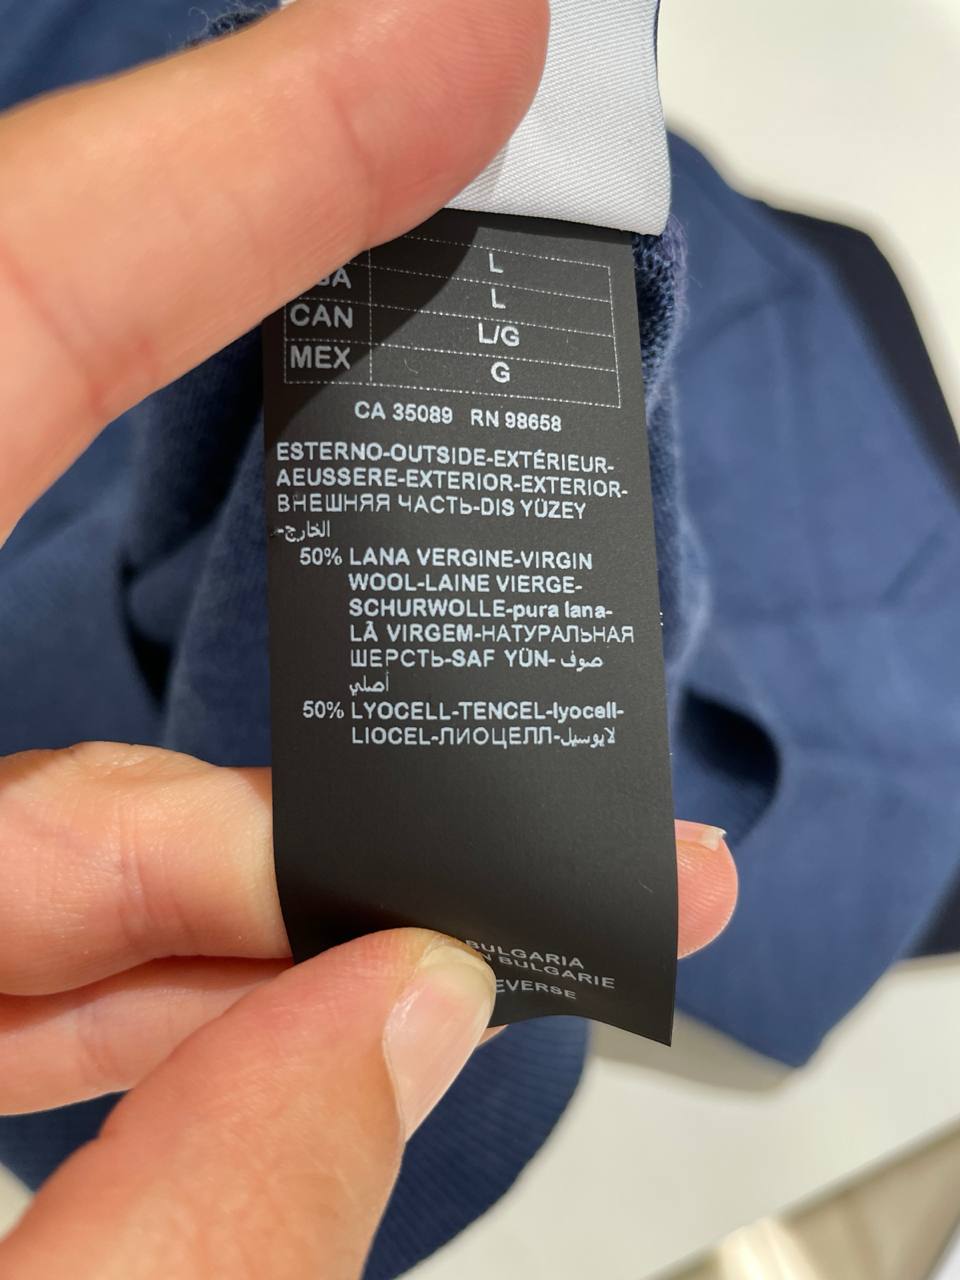 L
L
CAN L/G
MEX G
CA 35089 RN 98658
ESTERNO-OUTSIDE-EXTÉRIEUR-
AEUSSERE-EXTERIOR-EXTERIOR-
ВНЕШНЯЯ ЧАСТЬ-DIS YÜZEY
الخارج-
50% LANA VERGINE-VIRGIN
WOOL-LAINE VIERGE-
SCHURWOLLE-pura lana-
LÃ VIRGEM-НАТУРАЛЬНАЯ
ШЕРСТЬ-SAF YÜN- صوف
أصلي
50% LYOCELL-TENCEL-lyocell-
LIOCEL-ЛИОЦЕЛЛ-لايوسيل
BULGARIA
BULGARIE